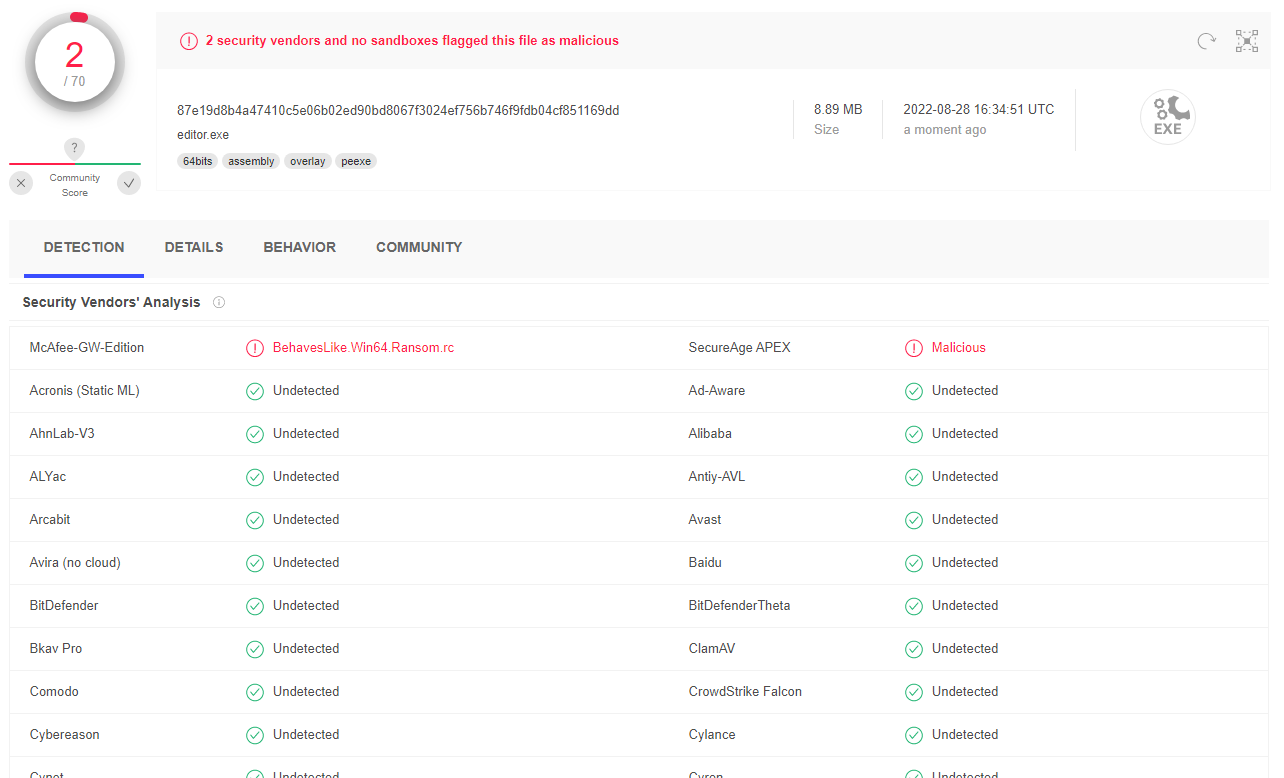 2
/ 70
?
Community
Score
2 security vendors and no sandboxes flagged this file as malicious
87e19d8b4a47410c5e06b02ed90bd8067f3024ef756b746f9fdb04cf851169dd
editor.exe
64bits assembly overlay peexe
8.89 MB
Size
2022-08-28 16:34:51 UTC
a moment ago
EXE
DETECTION DETAILS BEHAVIOR COMMUNITY
Security Vendors' Analysis
McAfee-GW-Edition BehavesLike.Win64.Ransom.rc SecureAge APEX Malicious
Acronis (Static ML) Undetected Ad-Aware Undetected
AhnLab-V3 Undetected Alibaba Undetected
ALYac Undetected Antiy-AVL Undetected
Arcabit Undetected Avast Undetected
Avira (no cloud) Undetected Baidu Undetected
BitDefender Undetected BitDefenderTheta Undetected
Bkav Pro Undetected ClamAV Undetected
Comodo Undetected CrowdStrike Falcon Undetected
Cybereason Undetected Cylance Undetected
Cynet Undetected Cyren Undetected